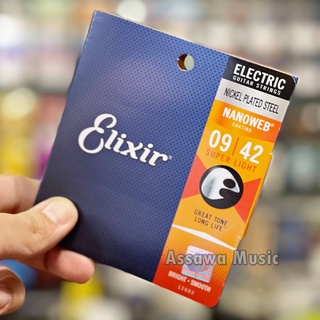 ELECTRIC
GUITAR STRINGS
NICKEL PLATED STEEL
NANOWEB®
COATING
09 42
SUPER LIGHT
Elixir
GREAT TONE
LONG LIFE
Assawa Music
BRIGHT • SMOOTH
12002